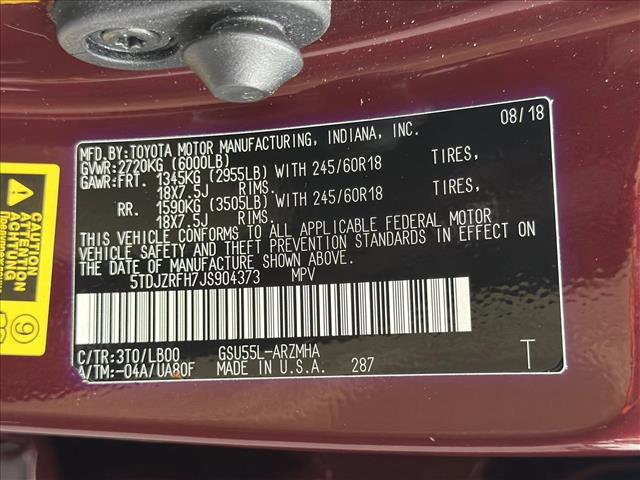 08/18
MFD.BY:TOYOTA MOTOR MANUFACTURING, INDIANA, INC.
GVWR:2720KG (6000LB)
GAWR:FRT. 1345KG (2955LB) WITH 245/60R18 TIRES,
18X7.5J RIMS.
RR. 1590KG (3505LB) WITH 245/60R18 TIRES,
18X7.5J RIMS.
THIS VEHICLE CONFORMS TO ALL APPLICABLE FEDERAL MOTOR
VEHICLE SAFETY AND THEFT PREVENTION STANDARDS IN EFFECT ON
THE DATE OF MANUFACTURE SHOWN ABOVE.
5TDJZRFH7JS904373 MPV
C/TR:3T0/LB00 GSU55L-ARZMHA
A/TM:-04A/UA80F MADE IN U.S.A. 287
T
CAUTION
ATTENTION
ACHTUNG
9